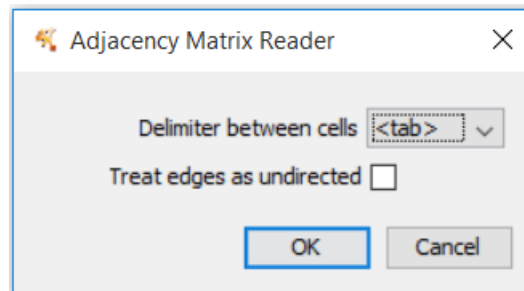 Adjacency Matrix Reader
Delimiter between cells <tab>
Treat edges as undirected
OK Cancel